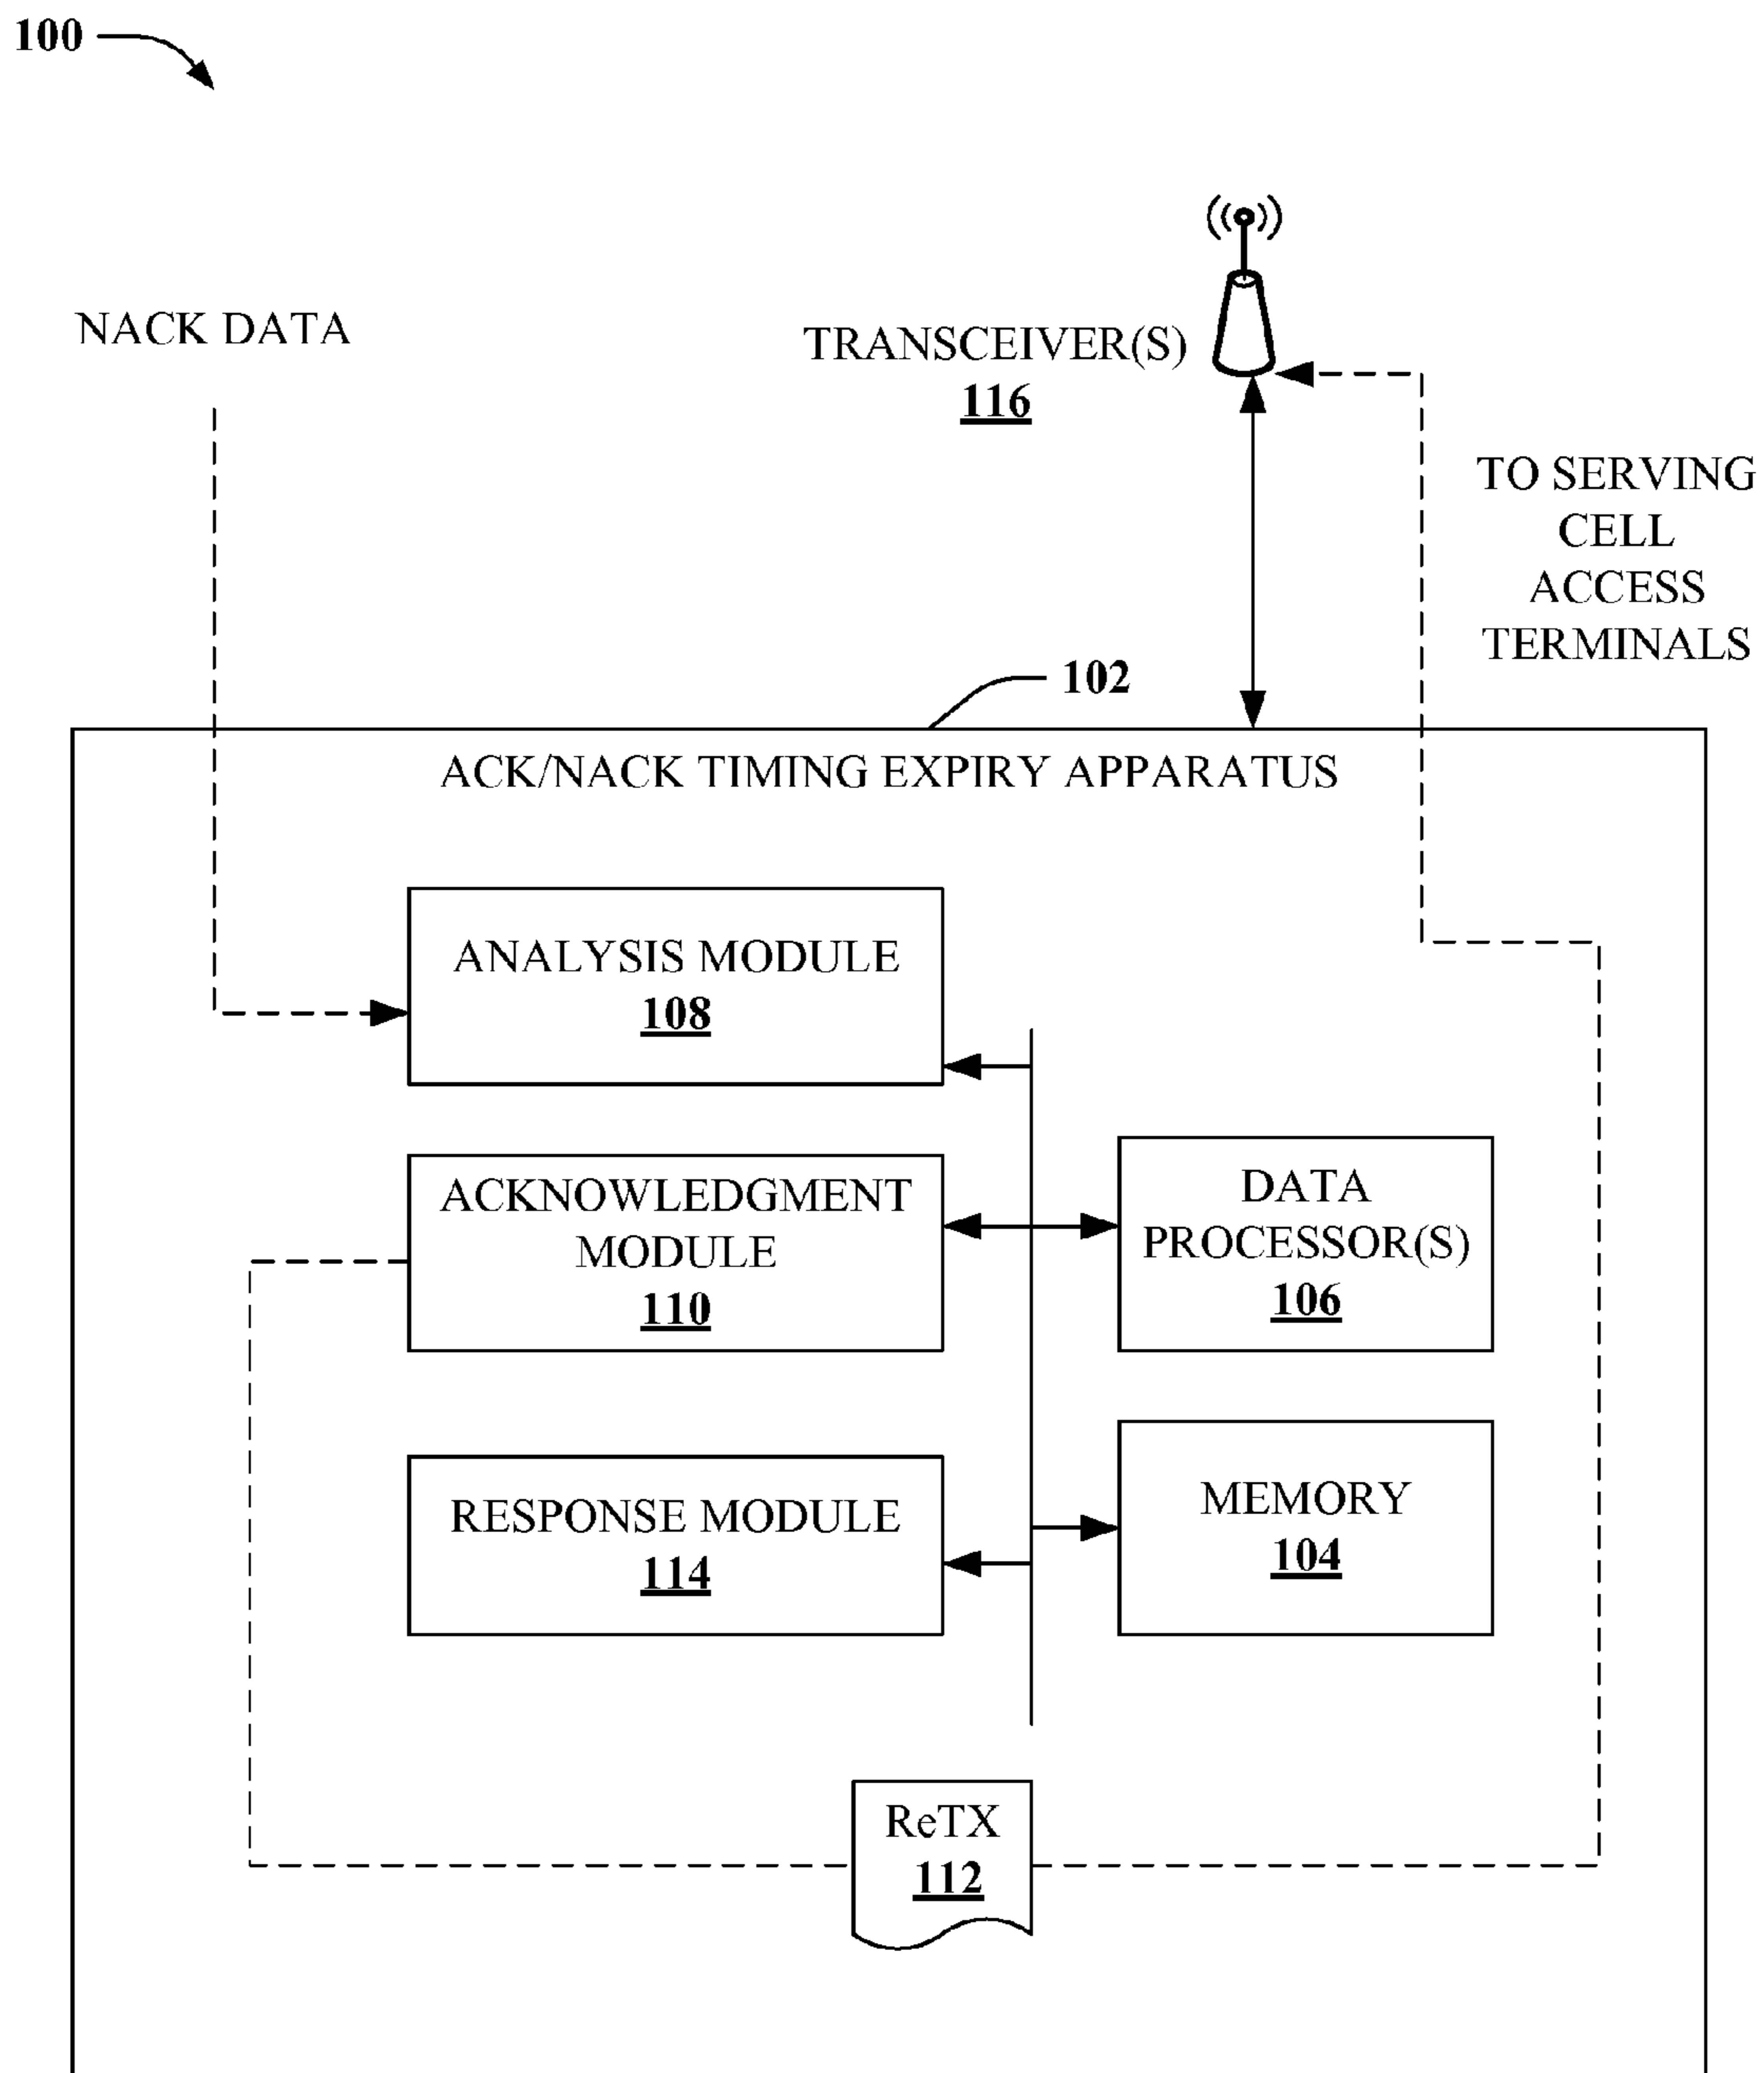 100
NACK DATA
TRANSCEIVER(S)
116
TO SERVING
CELL
ACCESS
TERMINALS
102
ACK/NACK TIMING EXPIRY APPARATUS
ANALYSIS MODULE
108
ACKNOWLEDGMENT
MODULE
110
DATA
PROCESSOR(S)
106
RESPONSE MODULE
114
MEMORY
104
ReTX
112